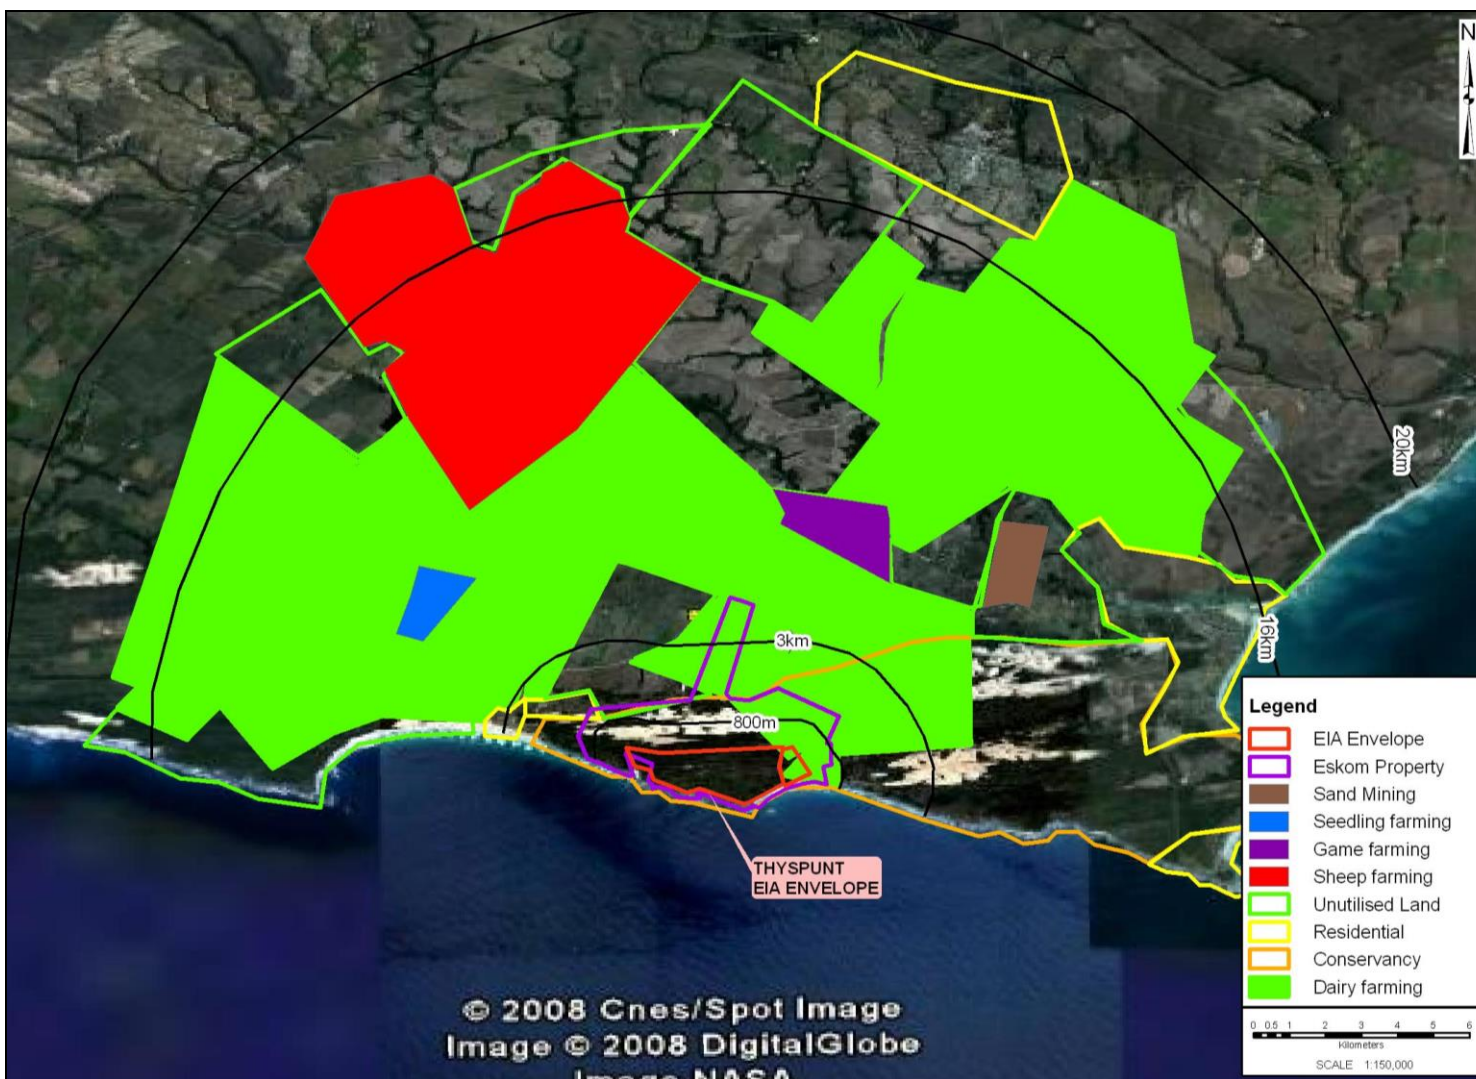 N
20km
16km
3km
800m
THYSPUNT
EIA ENVELOPE
Legend
EIA Envelope
Eskom Property
Sand Mining
Seedling farming
Game farming
Sheep farming
Unutilised Land
Residential
Conservancy
Dairy farming
0 0.5 1 2 3 4 5 6
Kilometers
SCALE 1:150,000
© 2008 Cnes/Spot Image
Image © 2008 DigitalGlobe
Image NASA